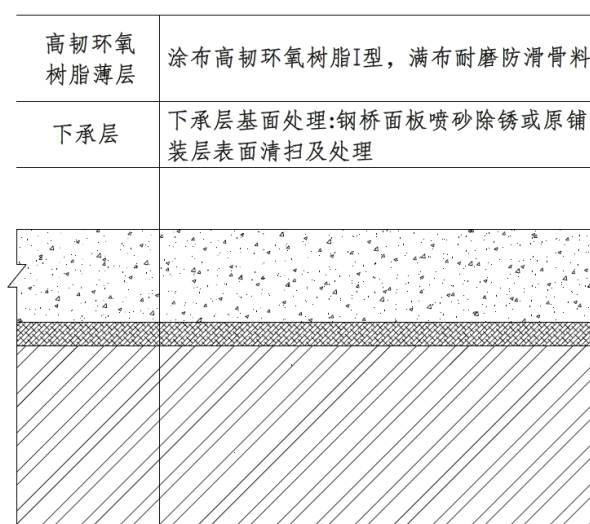 高韧环氧
树脂薄层
涂布高韧环氧树脂I型，满布耐磨防滑骨料
下承层
下承层基面处理:钢桥面板喷砂除锈或原铺
装层表面清扫及处理